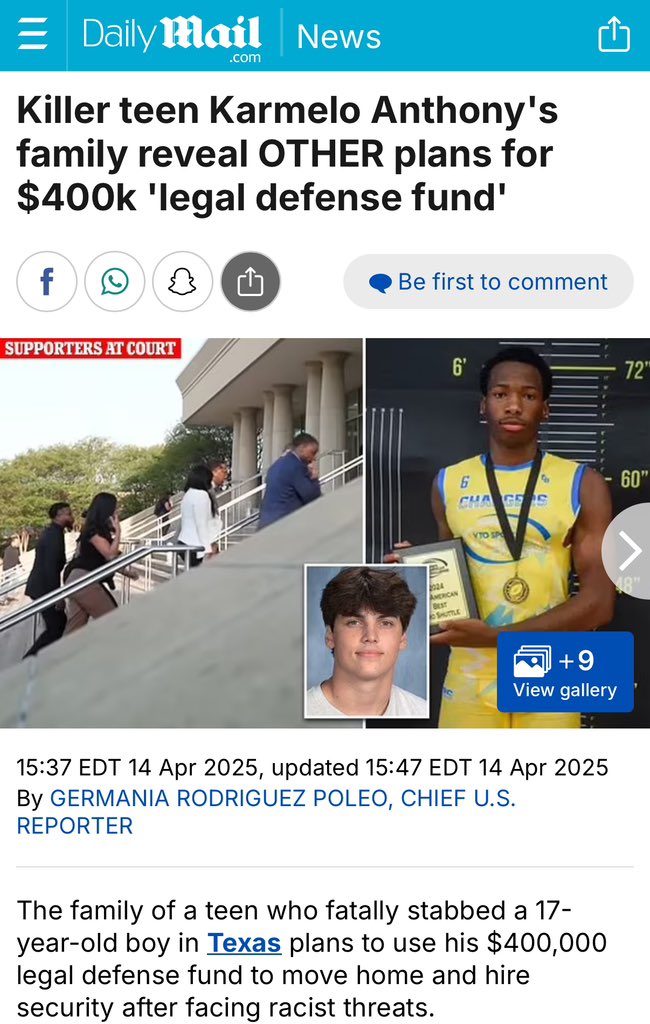 Daily Mail .com News
Killer teen Karmelo Anthony's
family reveal OTHER plans for
$400k 'legal defense fund'
Be first to comment
SUPPORTERS AT COURT
6'
72"
60"
48"
6
CHARGERS
+9
View gallery
15:37 EDT 14 Apr 2025, updated 15:47 EDT 14 Apr 2025
By GERMANIA RODRIGUEZ POLEO, CHIEF U.S.
REPORTER
The family of a teen who fatally stabbed a 17-
year-old boy in Texas plans to use his $400,000
legal defense fund to move home and hire
security after facing racist threats.